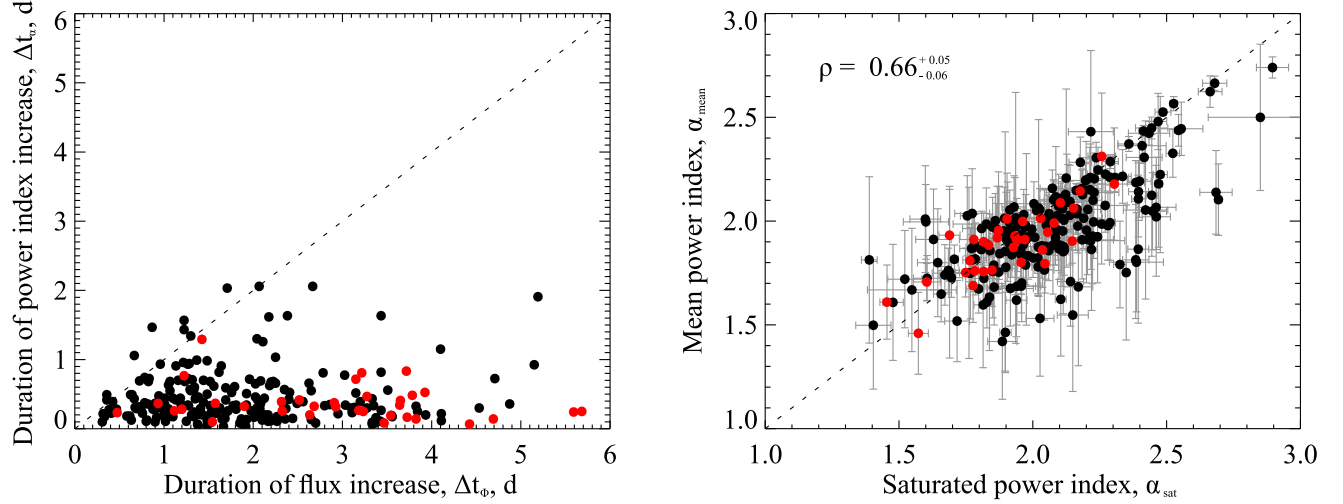 Duration of power index increase, Δtα, d
6
5
4
3
2
1
0
0 1 2 3 4 5 6
Duration of flux increase, ΔtΦ, d
Mean power index, αmean
3.0
2.5
2.0
1.5
1.0
ρ = 0.66 +0.05 -0.06
1.0 1.5 2.0 2.5 3.0
Saturated power index, αsat